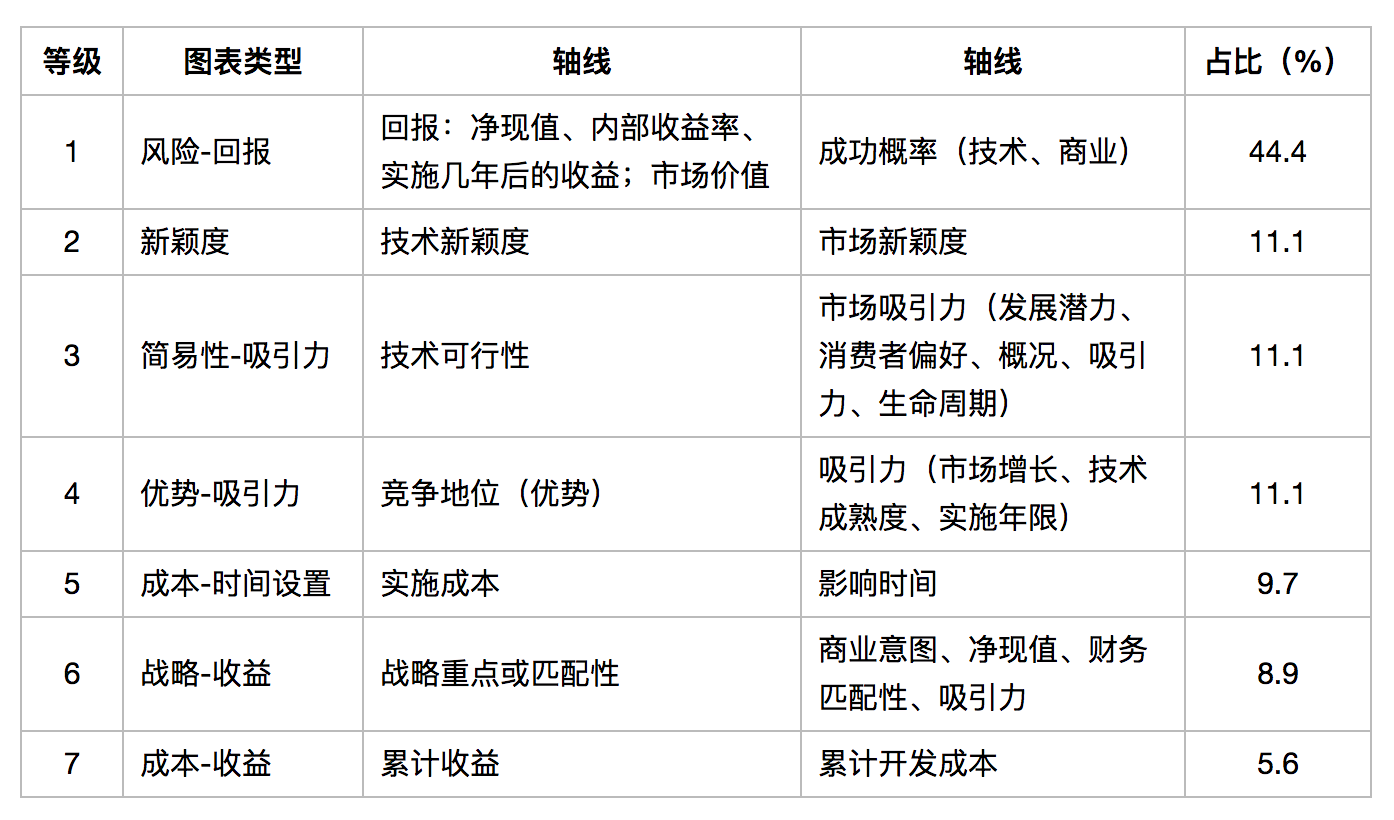 等级 图表类型 轴线 轴线 占比（%）
1 风险-回报 回报：净现值、内部收益率、
实施几年后的收益；市场价值 成功概率（技术、商业） 44.4
2 新颖度 技术新颖度 市场新颖度 11.1
3 简易性-吸引力 技术可行性 市场吸引力（发展潜力、
消费者偏好、概况、吸引
力、生命周期） 11.1
4 优势-吸引力 竞争地位（优势） 吸引力（市场增长、技术
成熟度、实施年限） 11.1
5 成本-时间设置 实施成本 影响时间 9.7
6 战略-收益 战略重点或匹配性 商业意图、净现值、财务
匹配性、吸引力 8.9
7 成本-收益 累计收益 累计开发成本 5.6